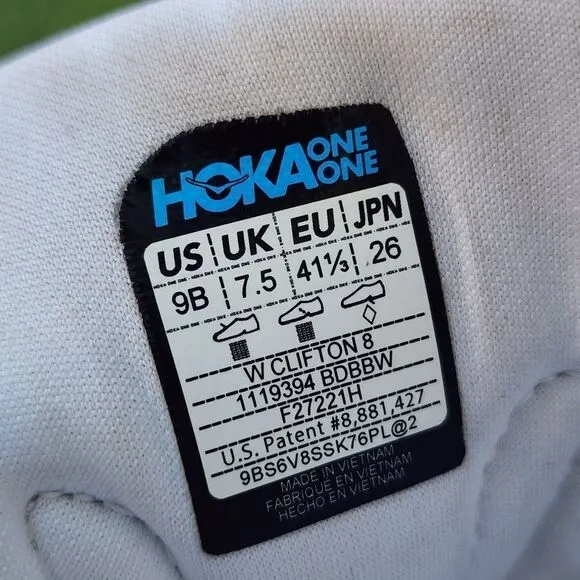 HOKA ONE ONE
US UK EU JPN
9B 7.5 41⅓ 26
W CLIFTON 8
1119394 BDBBW
F27221H
U.S. Patent #8,881,427
9BS6V8SSK76PL@2
MADE IN VIETNAM
FABRIQUE EN VIETNAM
HECHO EN VIETNAM